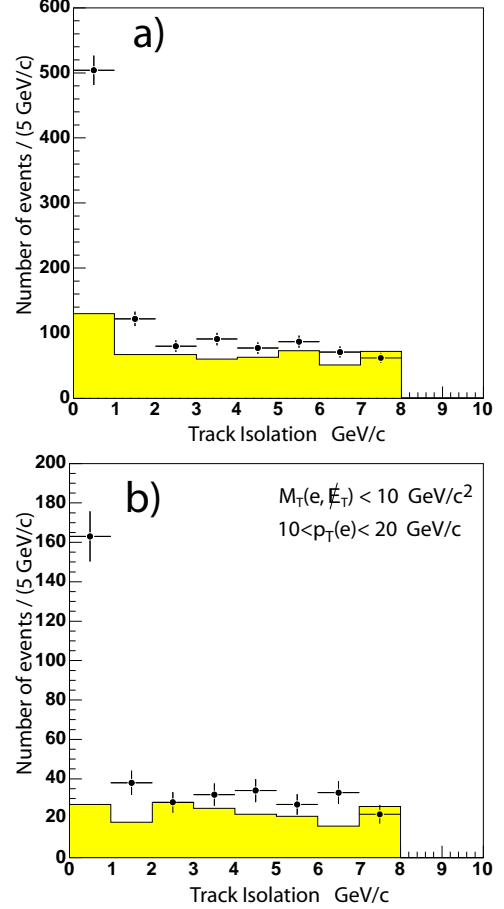 a)
Number of events / (5 GeV/c)
600
500
400
300
200
100
0
0 1 2 3 4 5 6 7 8 9 10
Track Isolation GeV/c
b)
M_T(e, E̸_T) < 10 GeV/c²
10<p_T(e)< 20 GeV/c
Number of events / (5 GeV/c)
200
180
160
140
120
100
80
60
40
20
0
0 1 2 3 4 5 6 7 8 9 10
Track Isolation GeV/c